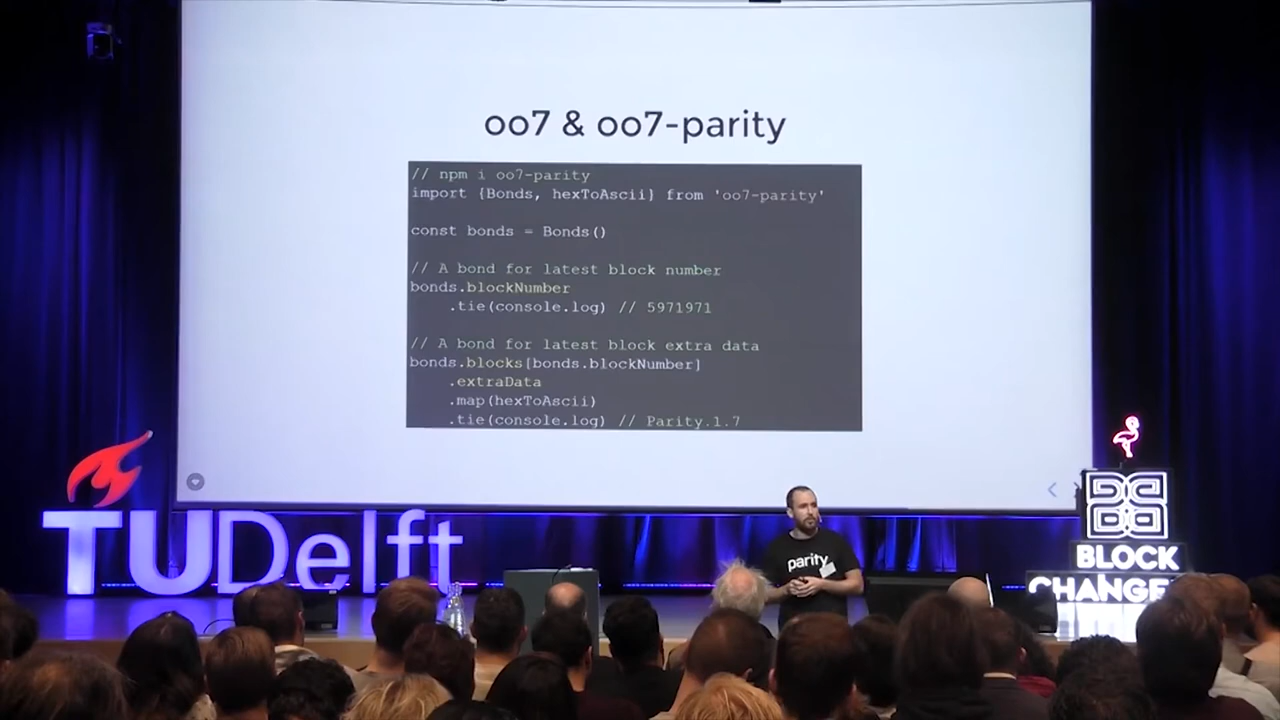 oo7 & oo7-parity
// npm i oo7-parity
import {Bonds, hexToAscii} from 'oo7-parity'
const bonds = Bonds()
// A bond for latest block number
bonds.blockNumber
.tie(console.log) // 5971971
// A bond for latest block extra data
bonds.blocks[bonds.blockNumber]
.extraData
.map(hexToAscii)
.tie(console.log) // Parity.1.7
TUDelft
parity
BLOCK
CHANGE